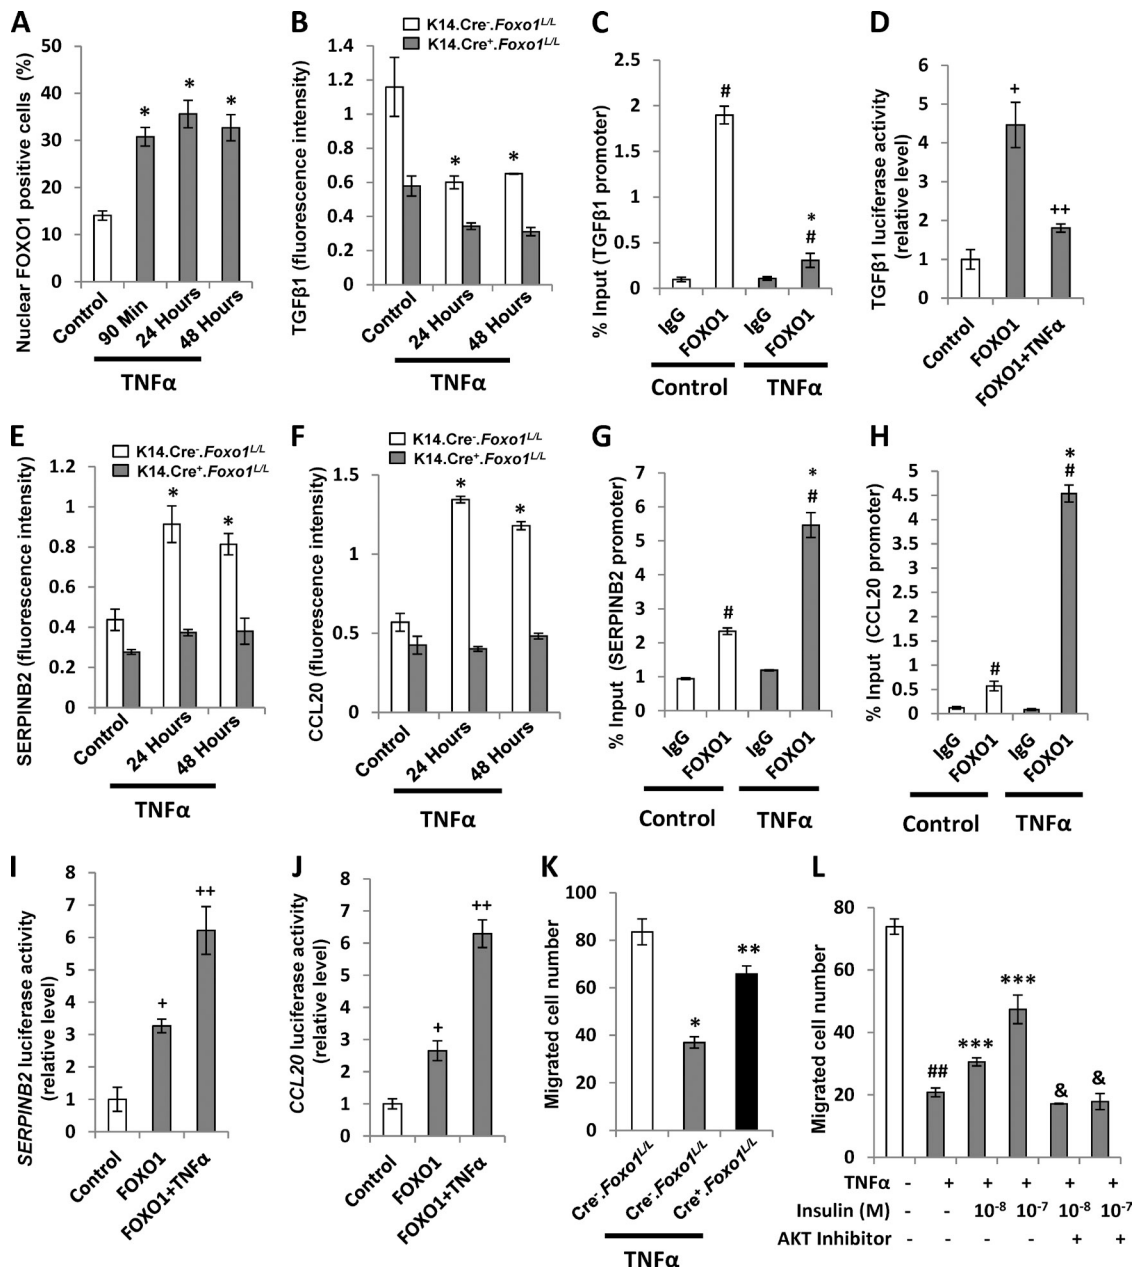 A
Nuclear FOXO1 positive cells (%)
50
40
30
20
10
0
*
*
*
Control
90 Min
24 Hours
48 Hours
TNFα
B
K14.Cre⁻.Foxo1ᴸ/ᴸ
K14.Cre⁺.Foxo1ᴸ/ᴸ
TGFβ1 (fluorescence intensity)
1.4
1.2
1
0.8
0.6
0.4
0.2
0
*
*
Control
24 Hours
48 Hours
TNFα
C
% Input (TGFβ1 promoter)
2.5
2
1.5
1
0.5
0
#
*
#
IgG
FOXO1
IgG
FOXO1
Control
TNFα
D
TGFβ1 luciferase activity
(relative level)
6
5
4
3
2
1
0
+
++
Control
FOXO1
FOXO1+TNFα
E
K14.Cre⁻.Foxo1ᴸ/ᴸ
K14.Cre⁺.Foxo1ᴸ/ᴸ
SERPINB2 (fluorescence intensity)
1.2
1
0.8
0.6
0.4
0.2
0
*
*
Control
24 Hours
48 Hours
TNFα
F
K14.Cre⁻.Foxo1ᴸ/ᴸ
K14.Cre⁺.Foxo1ᴸ/ᴸ
CCL20 (fluorescence intensity)
1.5
1
0.5
0
*
*
Control
24 Hours
48 Hours
TNFα
G
% Input (SERPINB2 promoter)
7
6
5
4
3
2
1
0
#
*
#
IgG
FOXO1
IgG
FOXO1
Control
TNFα
H
% Input (CCL20 promoter)
5
4.5
4
3.5
3
2.5
2
1.5
1
0.5
0
#
*
#
IgG
FOXO1
IgG
FOXO1
Control
TNFα
I
SERPINB2 luciferase activity
(relative level)
8
7
6
5
4
3
2
1
0
+
++
Control
FOXO1
FOXO1+TNFα
J
CCL20 luciferase activity
(relative level)
8
7
6
5
4
3
2
1
0
+
++
Control
FOXO1
FOXO1+TNFα
K
Migrated cell number
100
80
60
40
20
0
*
**
Cre⁻.Foxo1ᴸ/ᴸ
Cre⁻.Foxo1ᴸ/ᴸ
Cre⁺.Foxo1ᴸ/ᴸ
TNFα
L
Migrated cell number
80
60
40
20
0
##
***
***
&
&
TNFα - + + + + +
Insulin (M) - - 10⁻⁸ 10⁻⁷ 10⁻⁸ 10⁻⁷
AKT Inhibitor - - - - + +